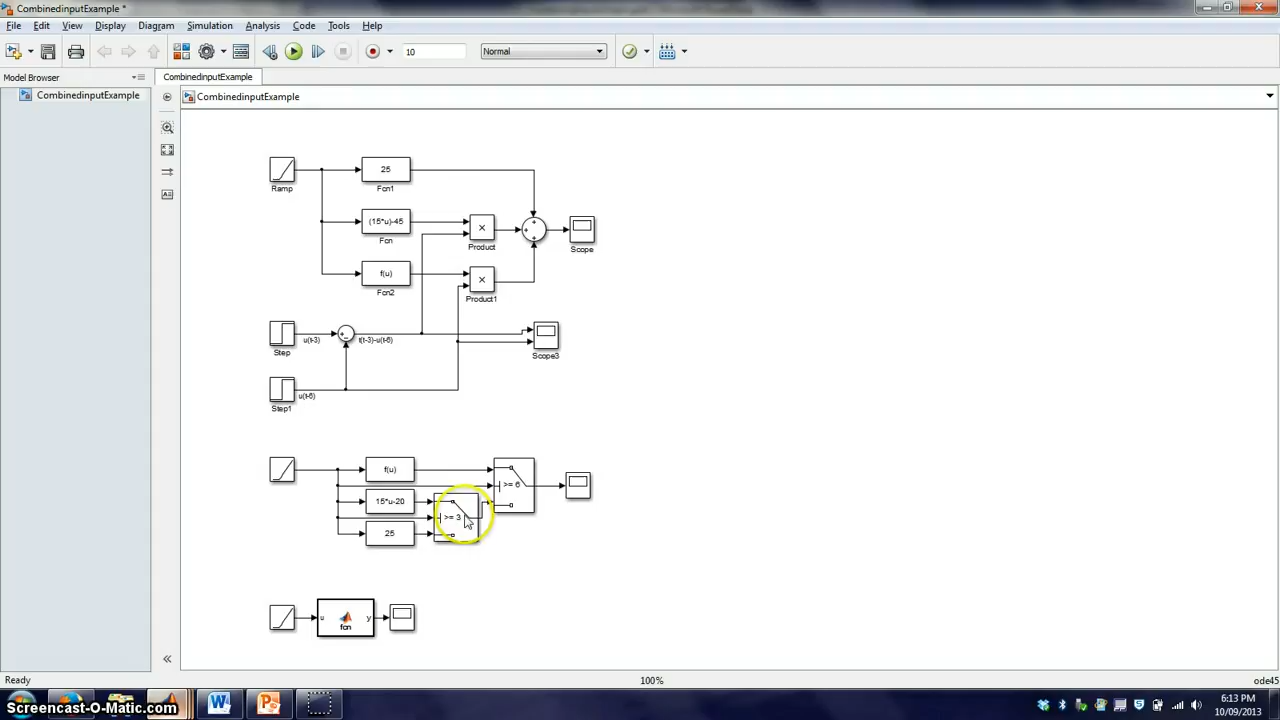 CombinedinputExample *
File Edit View Display Diagram Simulation Analysis Code Tools Help
10 Normal
Model Browser
CombinedinputExample
CombinedinputExample
CombinedinputExample
Ramp
25
Fcn1
(15*u)-45
Fcn
×
Product
+
+
+
Scope
f(u)
Fcn2
×
Product1
Step
u(t-3)
+
-
t(t-3)-u(t-6)
Scope3
Step1
u(t-6)
f(u)
>= 6
15*u-20
>= 3
25
u
fcn
y
Ready
100%
ode45
Screencast-O-Matic.com
6:13 PM
10/09/2013